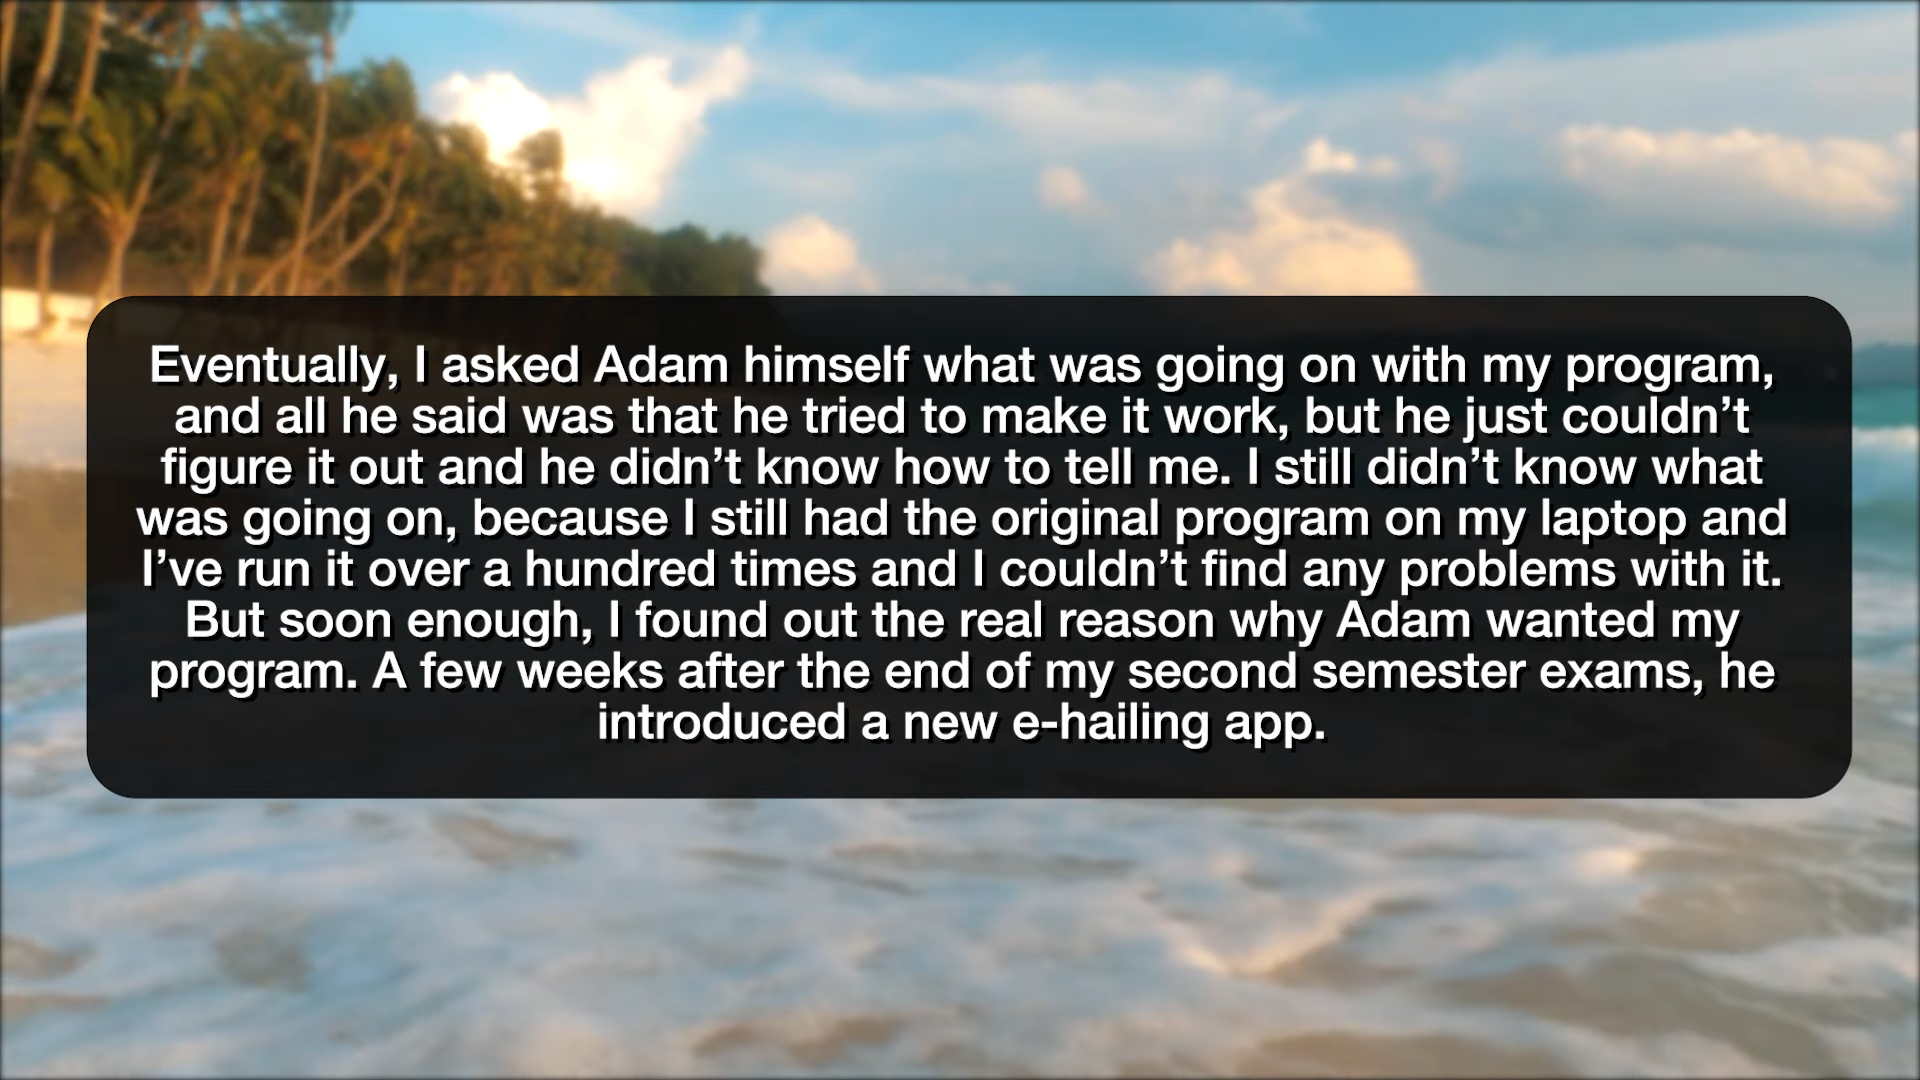 Eventually, I asked Adam himself what was going on with my program,
and all he said was that he tried to make it work, but he just couldn’t
figure it out and he didn’t know how to tell me. I still didn’t know what
was going on, because I still had the original program on my laptop and
I’ve run it over a hundred times and I couldn’t find any problems with it.
But soon enough, I found out the real reason why Adam wanted my
program. A few weeks after the end of my second semester exams, he
introduced a new e-hailing app.